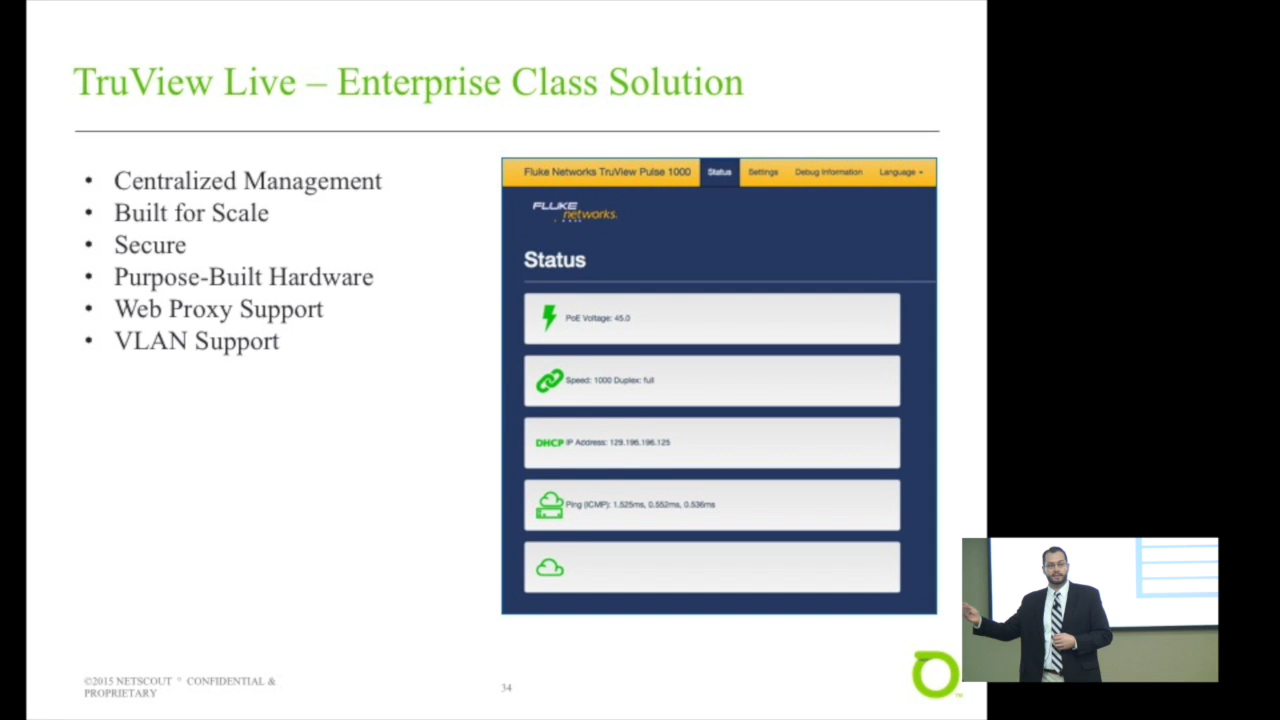 TruView Live – Enterprise Class Solution
• Centralized Management
• Built for Scale
• Secure
• Purpose-Built Hardware
• Web Proxy Support
• VLAN Support
Fluke Networks TruView Pulse 1000 Status Settings Debug Information Language
FLUKE
networks.
Status
PoE Voltage: 45.0
Speed: 1000 Duplex: full
DHCP IP Address: 129.196.196.125
Ping (ICMP): 1.525ms, 0.552ms, 0.536ms
©2015 NETSCOUT ° CONFIDENTIAL &
PROPRIETARY
34
TM